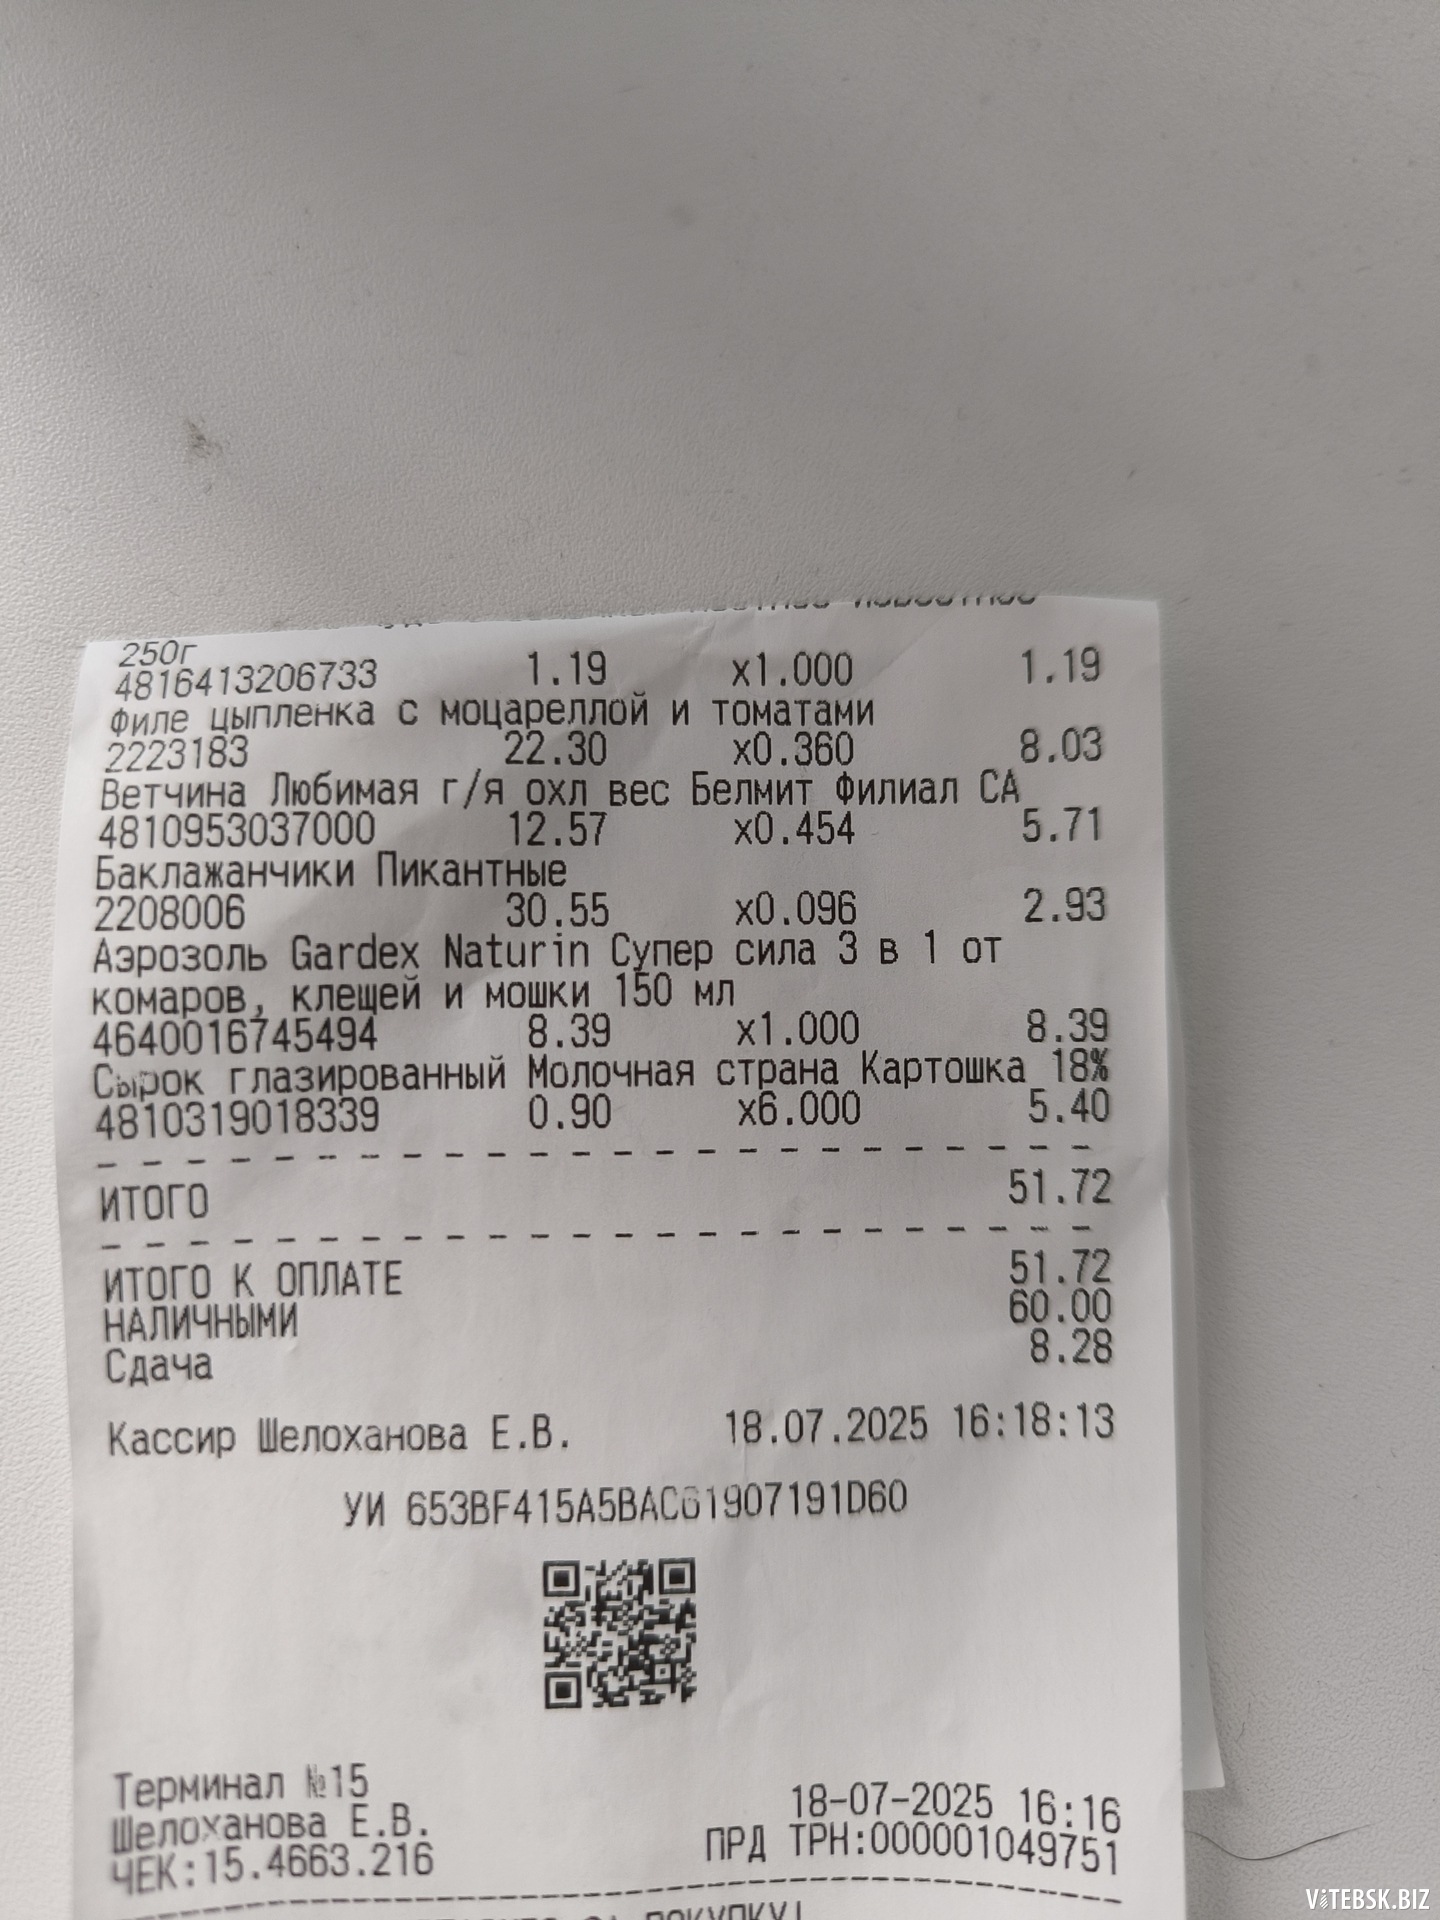 250г
4816413206733 1.19 x1.000 1.19
Филе цыпленка с моцареллой и томатами
2223183 22.30 x0.360 8.03
Ветчина Любимая г/я охл вес Белмит Филиал СА
4810953037000 12.57 x0.454 5.71
Баклажанчики Пикантные
2208006 30.55 x0.096 2.93
Аэрозоль Gardex Naturin Супер сила 3 в 1 от
комаров, клещей и мошки 150 мл
4640016745494 8.39 x1.000 8.39
Сырок глазированный Молочная страна Картошка 18%
4810319018339 0.90 x6.000 5.40
ИТОГО 51.72
ИТОГО К ОПЛАТЕ 51.72
НАЛИЧНЫМИ 60.00
Сдача 8.28
Кассир Шелоханова Е.В. 18.07.2025 16:18:13
УИ 653BF415A5BAC61907191D60
Терминал №15 18-07-2025 16:16
Шелоханова Е.В. ПРД ТРН:000001049751
ЧЕК:15.4663.216
ПОКУПКУ!
VITEBSK.BIZ